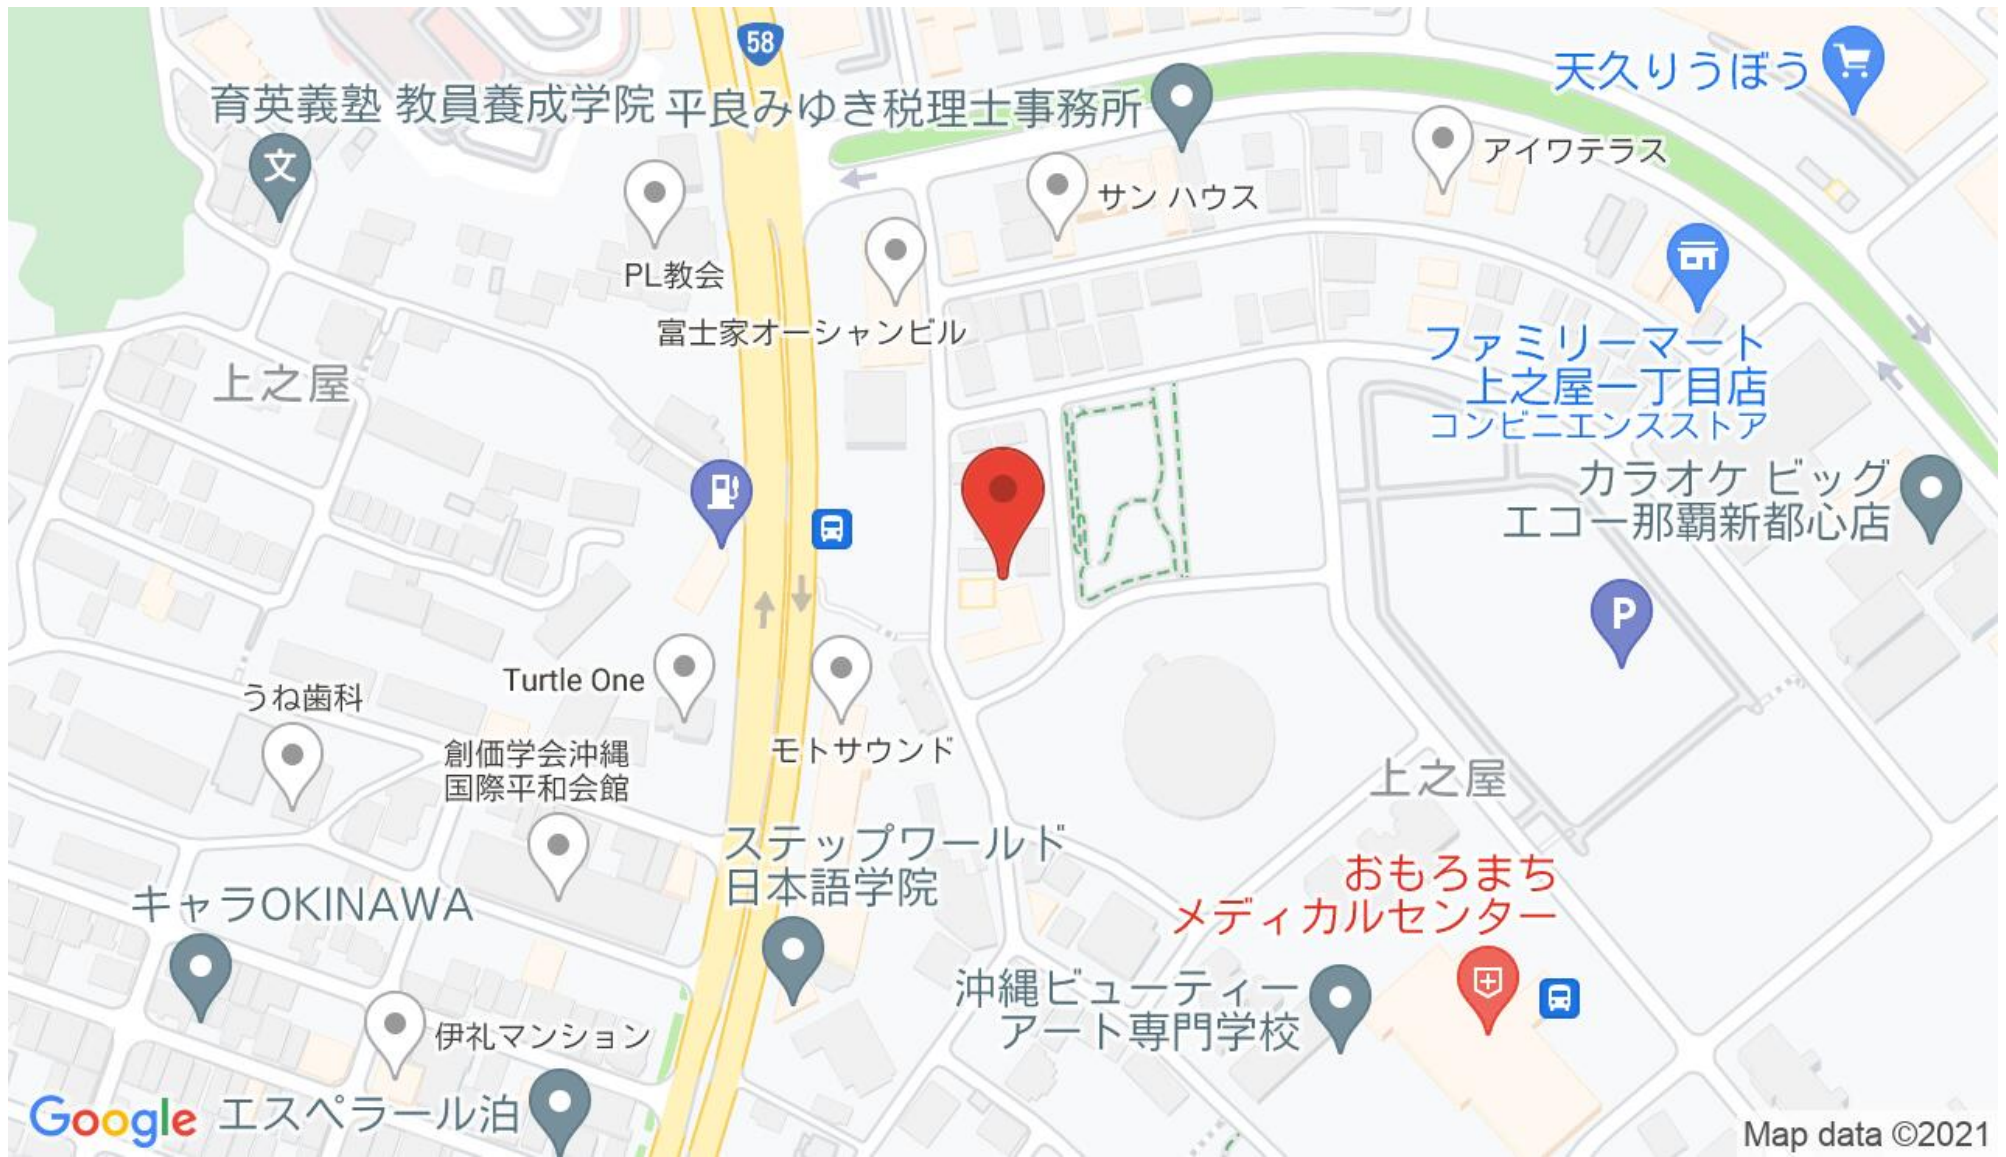 58
天久りうぼう
育英義塾 教員養成学院
平良みゆき税理士事務所
文
アイワテラス
サン ハウス
PL教会
富士家オーシャンビル
ファミリーマート
上之屋一丁目店
コンビニエンスストア
上之屋
カラオケ ビッグ
エコー那覇新都心店
P
Turtle One
うね歯科
モトサウンド
創価学会沖縄
国際平和会館
上之屋
ステップワールド
日本語学院
おもろまち
メディカルセンター
キャラOKINAWA
沖縄ビューティー
アート専門学校
伊礼マンション
エスペラール泊
Google
Map data ©2021